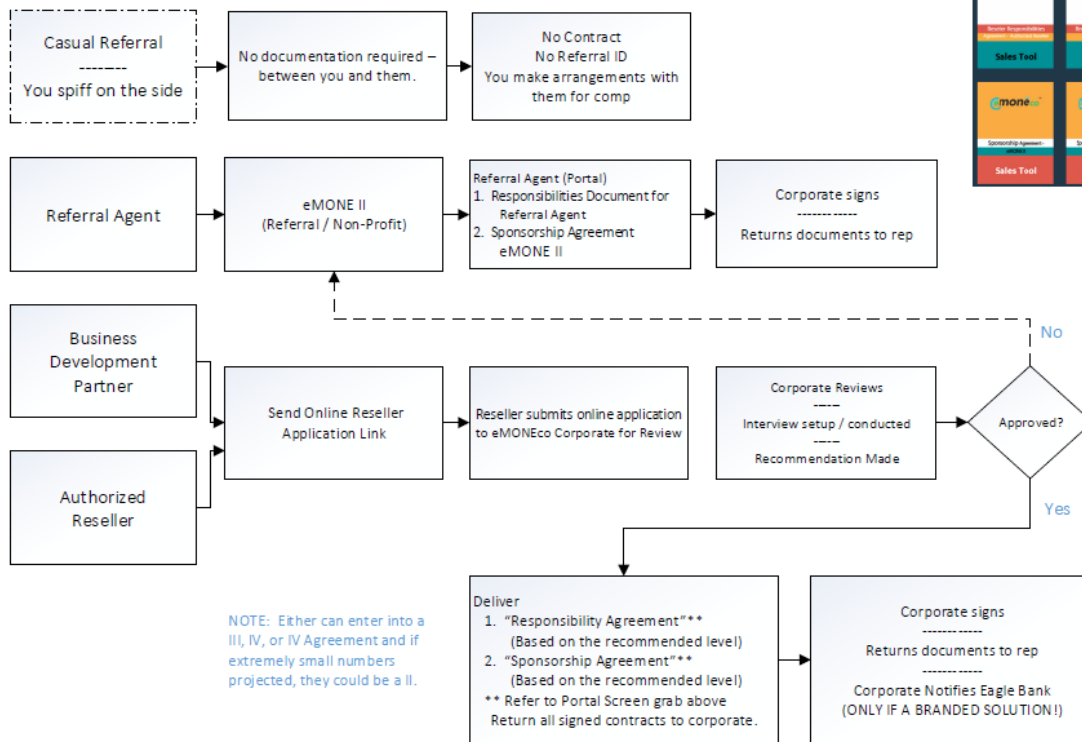 Casual Referral
--------
You spiff on the side
No documentation required –
between you and them.
No Contract
No Referral ID
You make arrangements with
them for comp
Reseller Responsibilities
Sales Tool
emoneco
Sponsorship Agreement -
Sales Tool
Referral Agent
eMONE II
(Referral / Non-Profit)
Referral Agent (Portal)
1. Responsibilities Document for
Referral Agent
2. Sponsorship Agreement
eMONE II
Corporate signs
-----------
Returns documents to rep
Business
Development
Partner
Authorized
Reseller
Send Online Reseller
Application Link
Reseller submits online application
to eMONEco Corporate for Review
Corporate Reviews
------
Interview setup / conducted
------
Recommendation Made
Approved?
No
Yes
NOTE: Either can enter into a
III, IV, or IV Agreement and if
extremely small numbers
projected, they could be a II.
Deliver
1. “Responsibility Agreement”**
(Based on the recommended level)
2. “Sponsorship Agreement”**
(Based on the recommended level)
** Refer to Portal Screen grab above
Return all signed contracts to corporate.
Corporate signs
-----------
Returns documents to rep
-----------
Corporate Notifies Eagle Bank
(ONLY IF A BRANDED SOLUTION!)